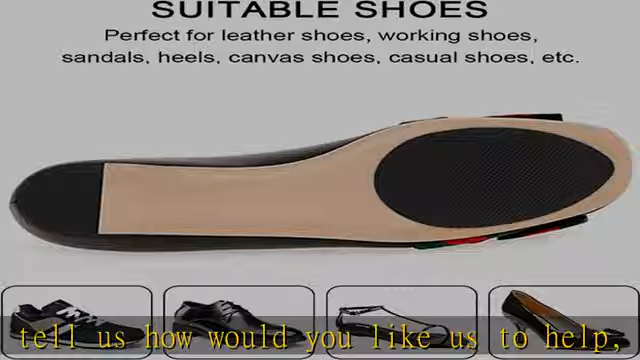 SUITABLE SHOES
Perfect for leather shoes, working shoes,
sandals, heels, canvas shoes, casual shoes, etc.
tell us how would you like us to help,